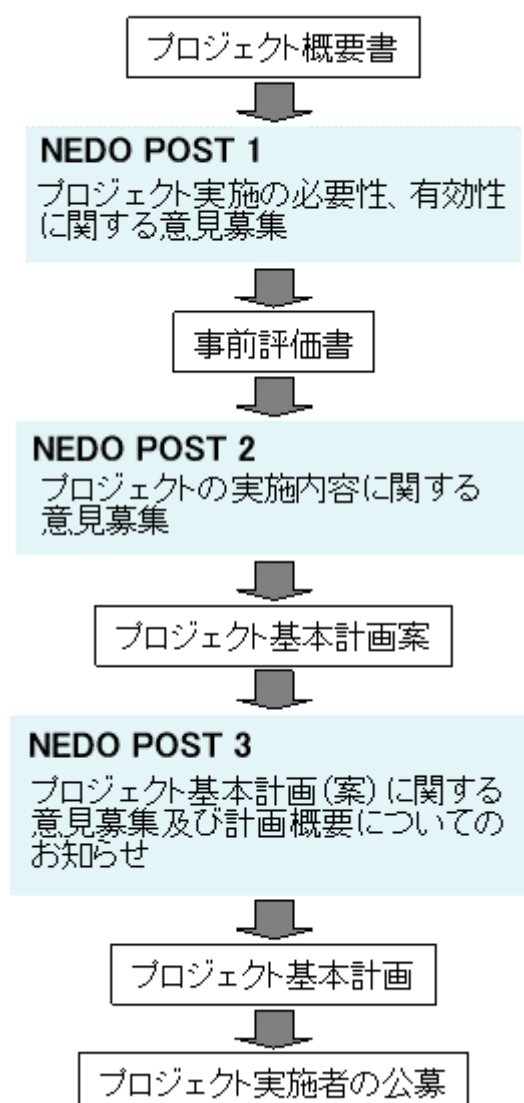 プロジェクト概要書
NEDO POST 1
プロジェクト実施の必要性、有効性
に関する意見募集
事前評価書
NEDO POST 2
プロジェクトの実施内容に関する
意見募集
プロジェクト基本計画案
NEDO POST 3
プロジェクト基本計画(案)に関する
意見募集及び計画概要についての
お知らせ
プロジェクト基本計画
プロジェクト実施者の公募